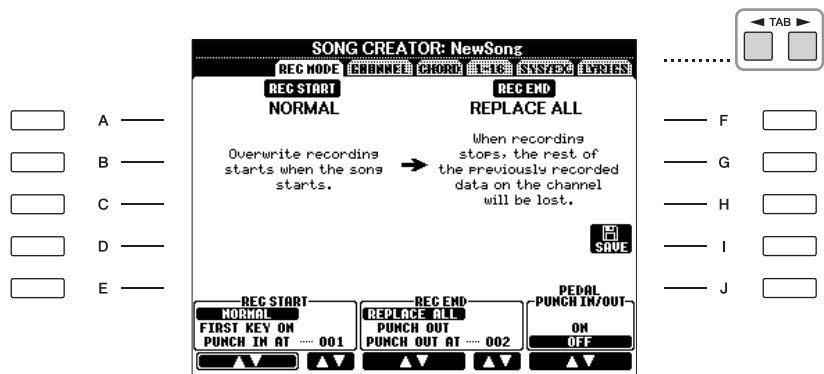 ◄ TAB ►
SONG CREATOR: NewSong
REC MODE CHANNEL CHORD 1-16 SYS/EX. LYRICS
REC START
NORMAL
Overwrite recording
starts when the song
starts.
REC END
REPLACE ALL
When recording
stops, the rest of
the previously recorded
data on the channel
will be lost.
A
B
C
D
E
F
G
H
I
J
SAVE
REC START
NORMAL
FIRST KEY ON
PUNCH IN AT ···· 001
REC END
REPLACE ALL
PUNCH OUT
PUNCH OUT AT ···· 002
PEDAL
PUNCH IN/OUT
ON
OFF